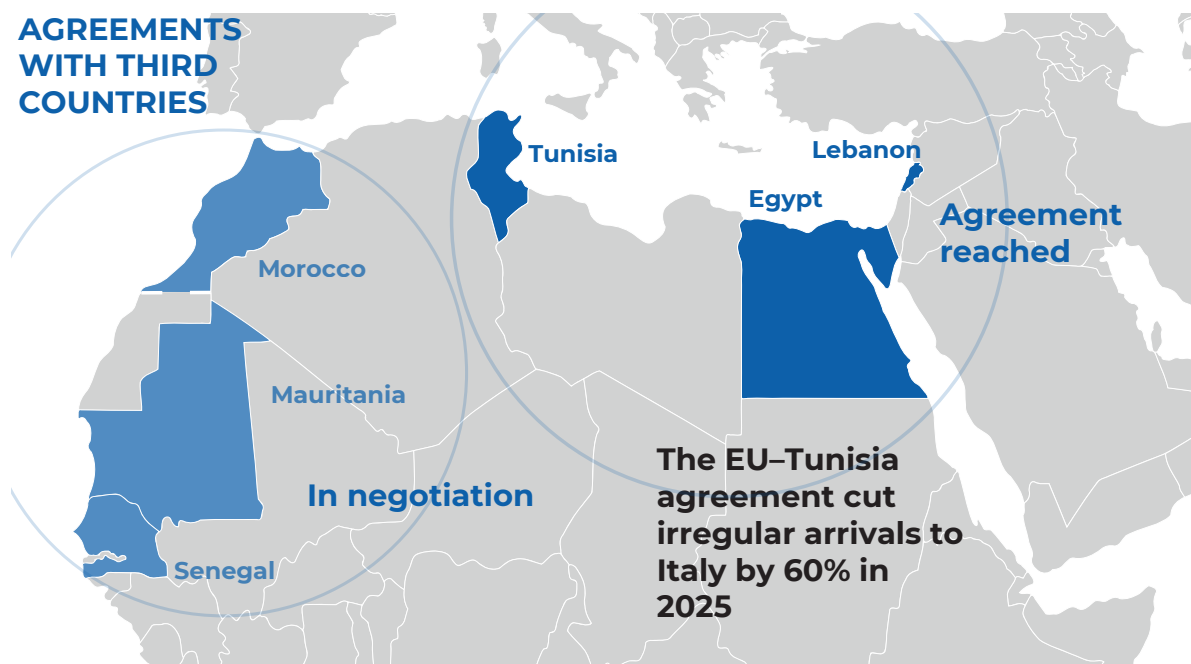 AGREEMENTS
WITH THIRD
COUNTRIES
Tunisia
Lebanon
Egypt
Agreement
reached
Morocco
Mauritania
In negotiation
Senegal
The EU–Tunisia
agreement cut
irregular arrivals to
Italy by 60% in
2025